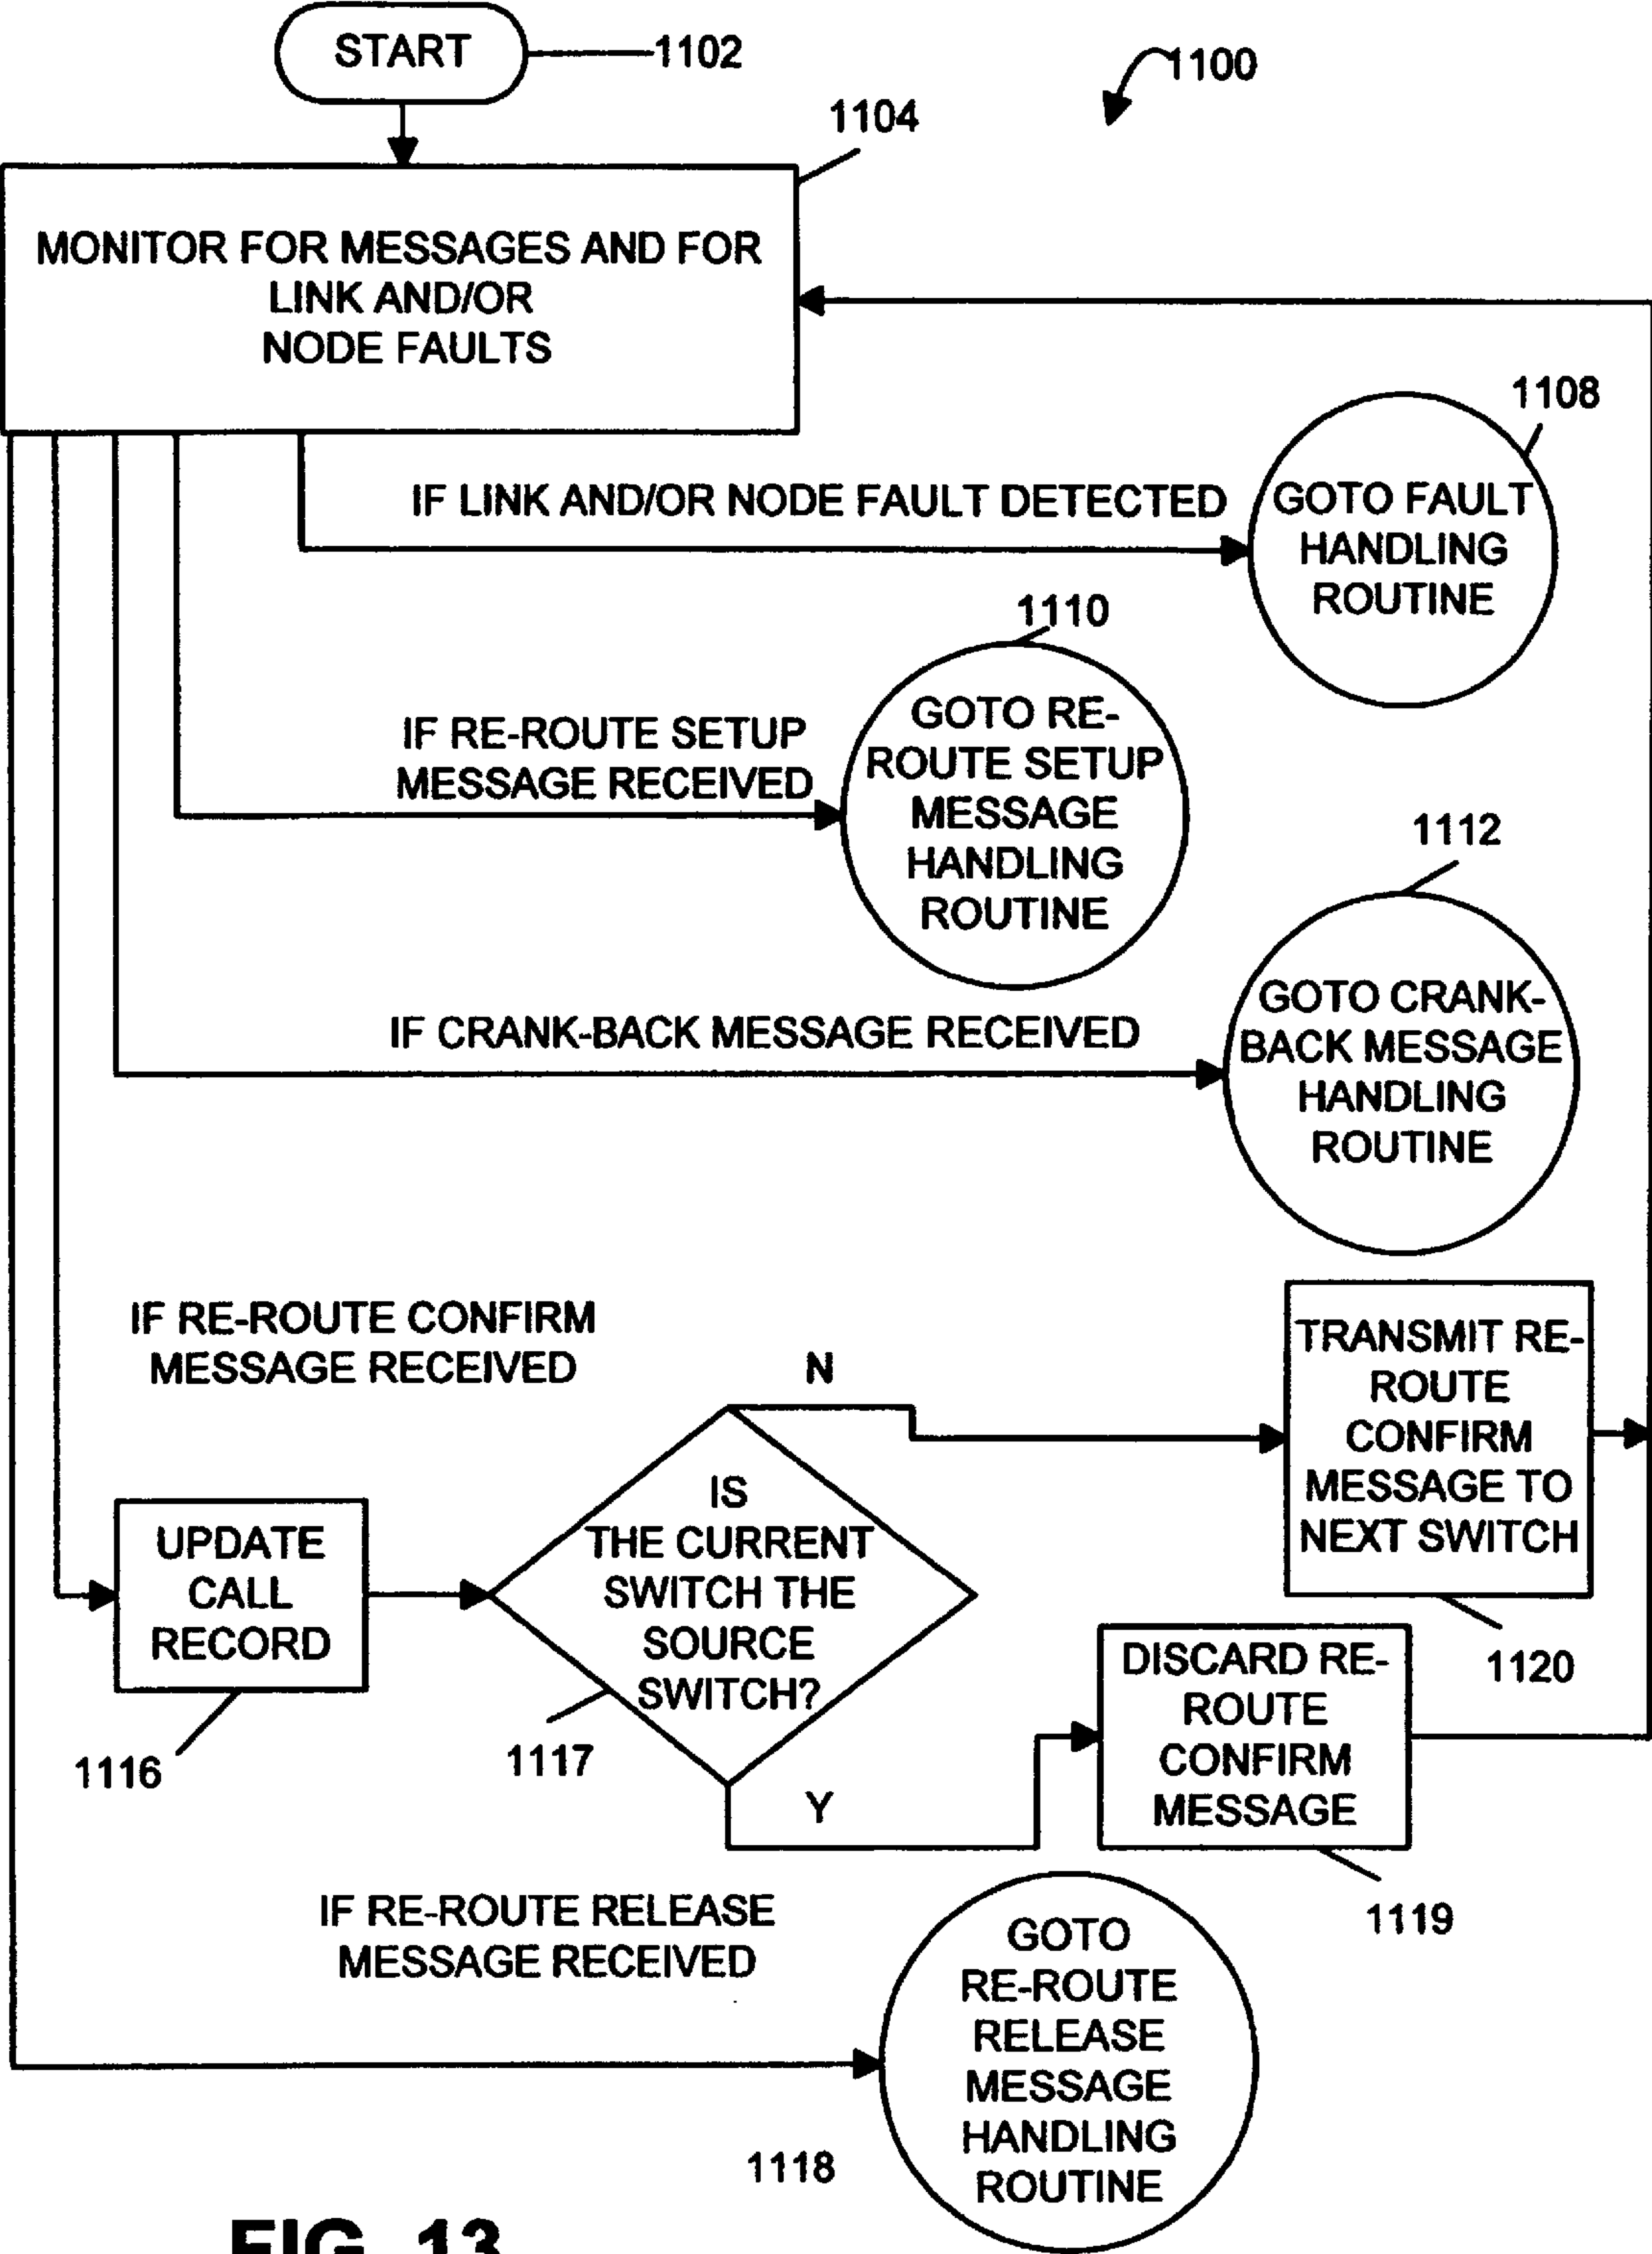 START
1102
1100
1104
MONITOR FOR MESSAGES AND FOR
LINK AND/OR
NODE FAULTS
1108
IF LINK AND/OR NODE FAULT DETECTED
GOTO FAULT
HANDLING
ROUTINE
1110
IF RE-ROUTE SETUP
MESSAGE RECEIVED
GOTO RE-
ROUTE SETUP
MESSAGE
HANDLING
ROUTINE
1112
IF CRANK-BACK MESSAGE RECEIVED
GOTO CRANK-
BACK MESSAGE
HANDLING
ROUTINE
IF RE-ROUTE CONFIRM
MESSAGE RECEIVED
N
TRANSMIT RE-
ROUTE
CONFIRM
MESSAGE TO
NEXT SWITCH
1120
UPDATE
CALL
RECORD
1116
IS
THE CURRENT
SWITCH THE
SOURCE
SWITCH?
1117
Y
DISCARD RE-
ROUTE
CONFIRM
MESSAGE
1119
IF RE-ROUTE RELEASE
MESSAGE RECEIVED
GOTO
RE-ROUTE
RELEASE
MESSAGE
HANDLING
ROUTINE
1118
FIG. 13